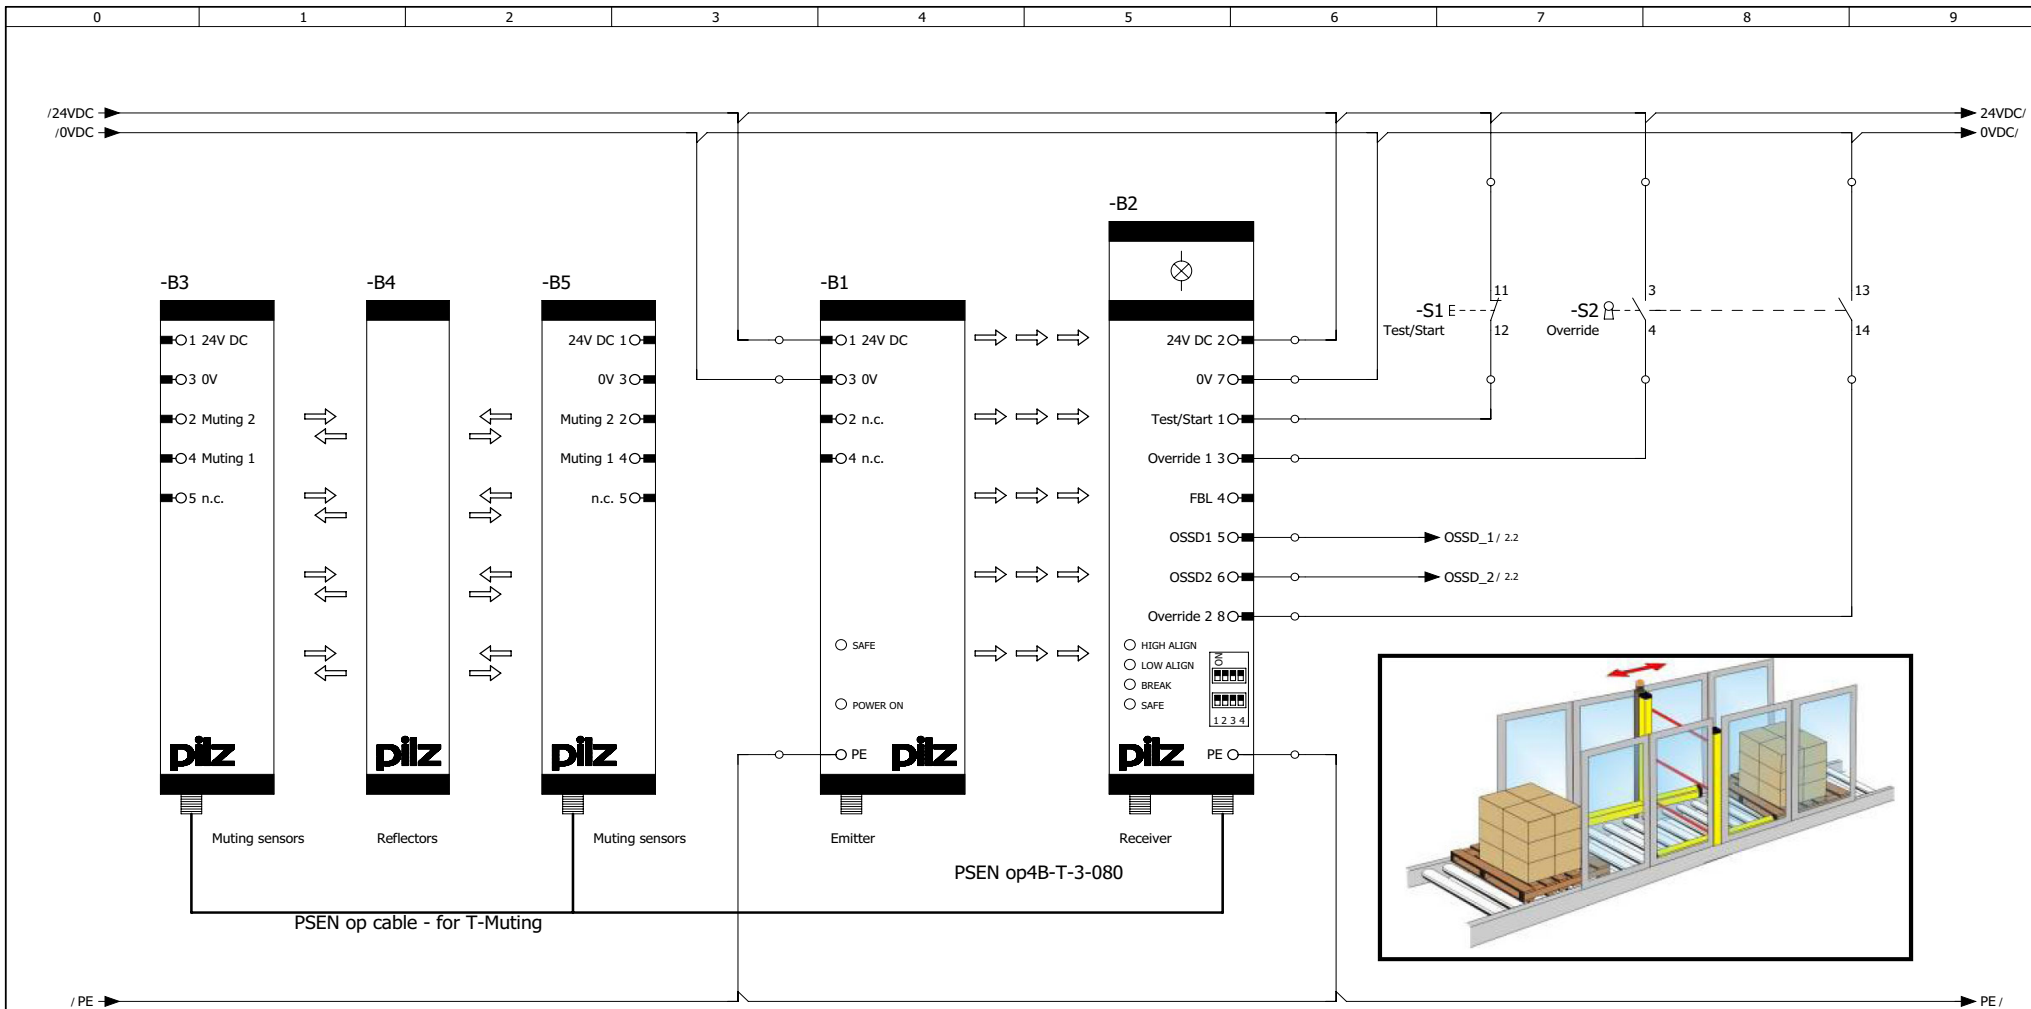 0 1 2 3 4 5 6 7 8 9
/24VDC 24VDC/
/0VDC 0VDC/
-B2
-B3 -B4 -B5 -B1
11 3 13
-S1 -S2
Test/Start 12 Override 4 14
1 24V DC 24V DC 1 1 24V DC 24V DC 2
3 0V 0V 3 3 0V 0V 7
2 Muting 2 Muting 2 2 2 n.c. Test/Start 1
4 Muting 1 Muting 1 4 4 n.c. Override 1 3
5 n.c. n.c. 5 FBL 4
OSSD1 5 OSSD_1/ 2.2
OSSD2 6 OSSD_2/ 2.2
Override 2 8
SAFE HIGH ALIGN
ON
LOW ALIGN
BREAK
POWER ON SAFE
1 2 3 4
pilz pilz pilz PE pilz pilz PE
Muting sensors Reflectors Muting sensors Emitter Receiver
PSEN op4B-T-3-080
PSEN op cable - for T-Muting
/ PE PE /